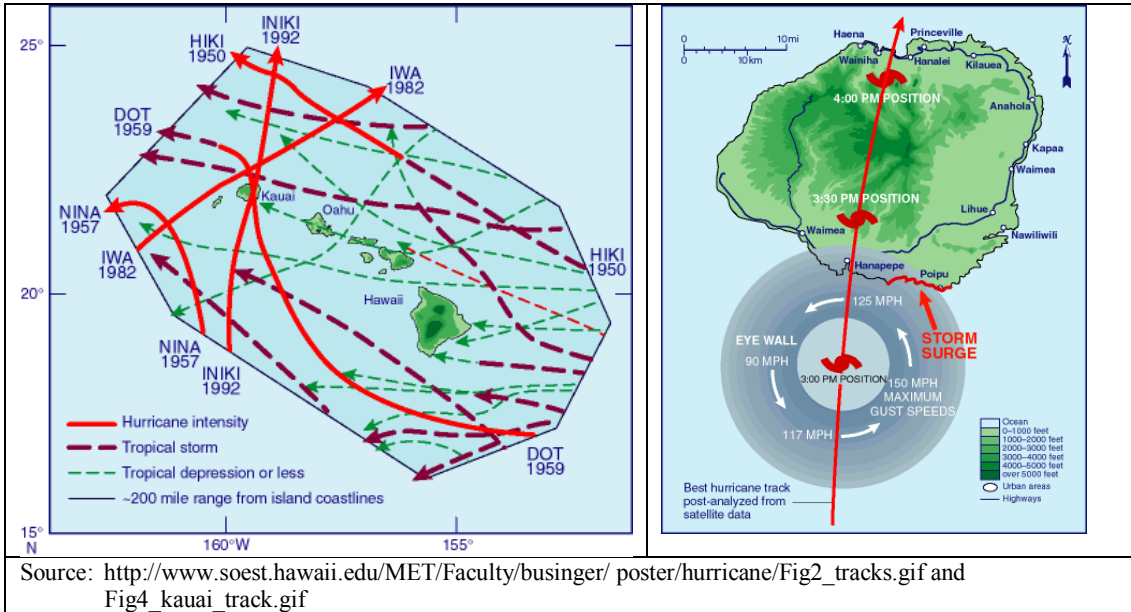 INIKI
1992
HIKI
1950
IWA
1982
DOT
1959
NINA
1957
IWA
1982
NINA
1957
INIKI
1992
HIKI
1950
DOT
1959
25°
20°
15°
N
160°W
155°
Kauai
Oahu
Hawaii
Hurricane intensity
Tropical storm
Tropical depression or less
~200 mile range from island coastlines
0 10mi
0 10km
N
Haena
Wainiha
Princeville
Hanalei
Kilauea
Anahola
Kapaa
Waimea
Lihue
Nawiliwili
Waimea
Hanapepe
Poipu
4:00 PM POSITION
3:30 PM POSITION
125 MPH
EYE WALL
90 MPH
3:00 PM POSITION
150 MPH
MAXIMUM
GUST SPEEDS
117 MPH
STORM
SURGE
Best hurricane track
post-analyzed from
satellite data
Ocean
0–1000 feet
1000–2000 feet
2000–3000 feet
3000–4000 feet
4000–5000 feet
over 5000 feet
Urban areas
Highways
Source: http://www.soest.hawaii.edu/MET/Faculty/businger/ poster/hurricane/Fig2_tracks.gif and
Fig4_kauai_track.gif